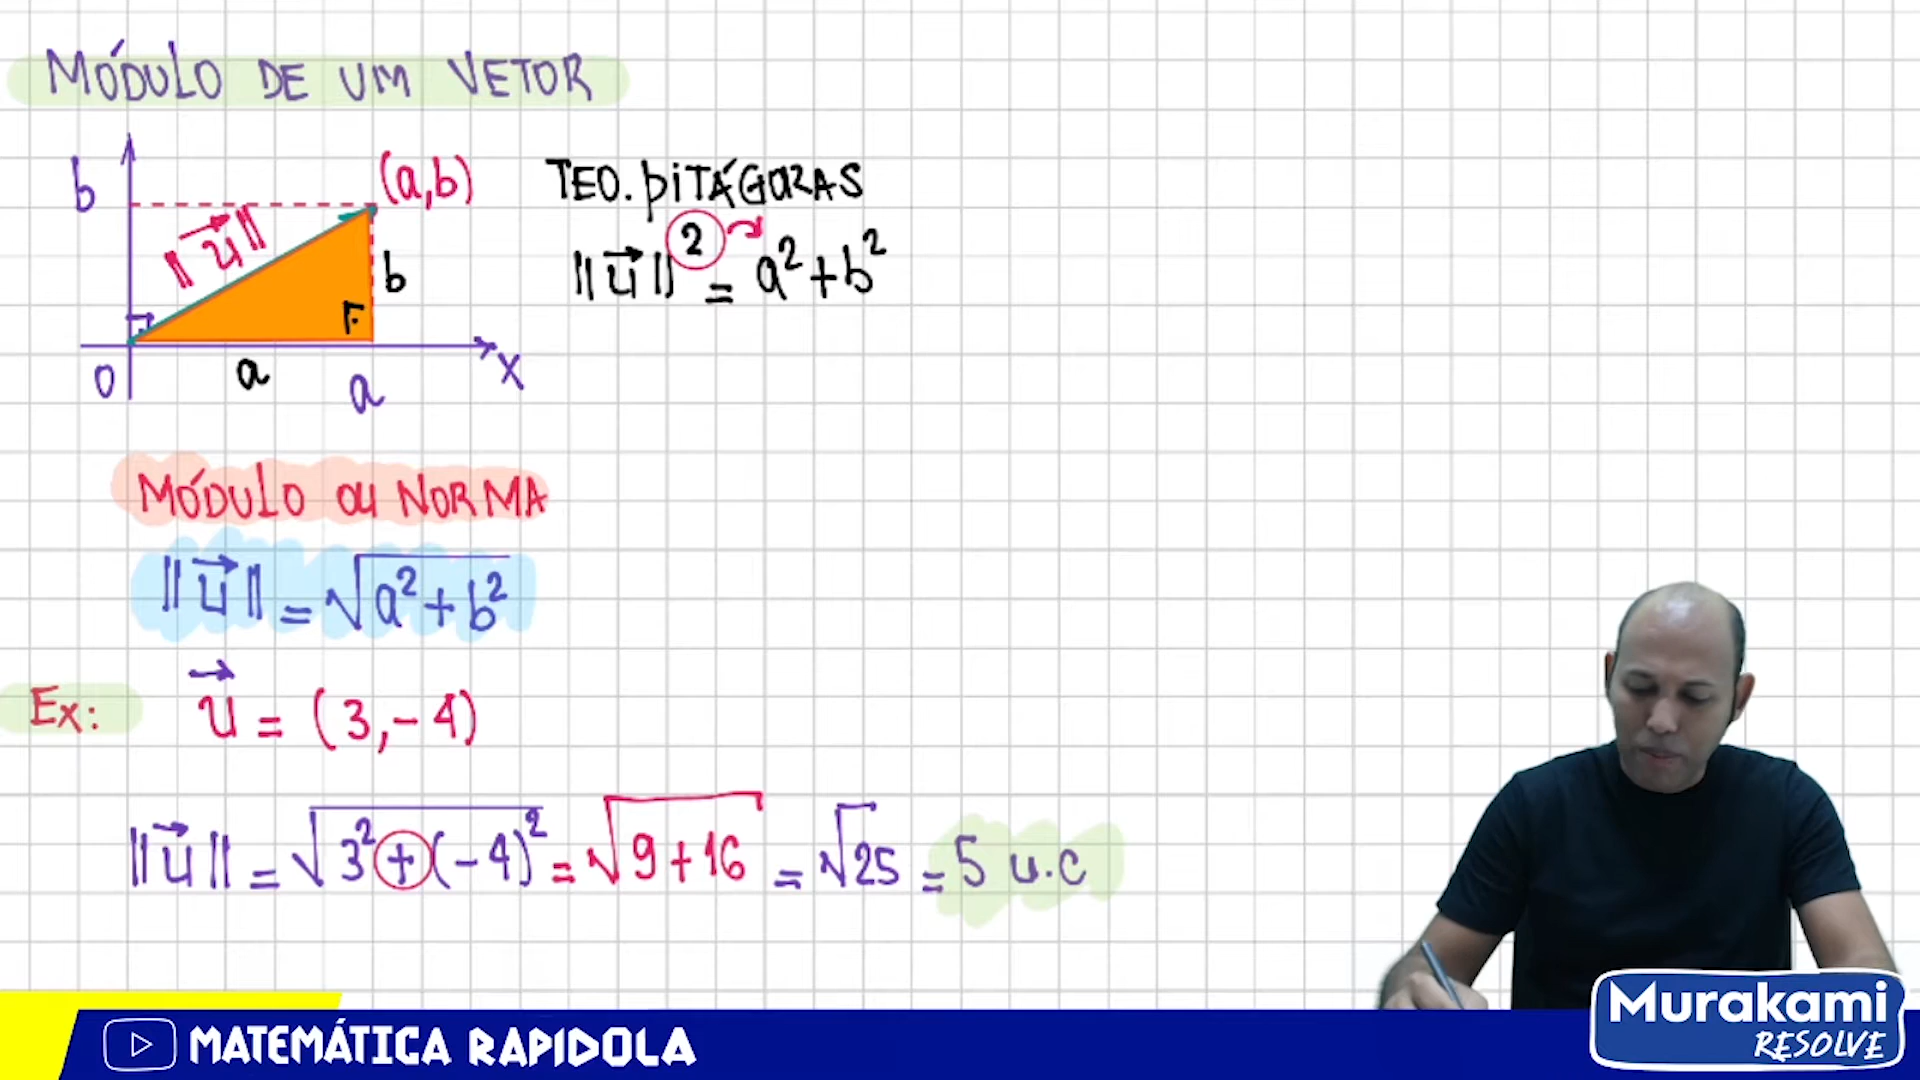 MÓDULO DE UM VETOR
b
(a,b)
||u⃗||
b
0
a
a
x
TEO. PITÁGORAS
||u⃗||² = a² + b²
MÓDULO OU NORMA
||u⃗|| = √a² + b²
Ex: u⃗ = (3, -4)
||u⃗|| = √3² + (-4)² = √9 + 16 = √25 = 5 u.c
MATEMÁTICA RAPIDOLA
Murakami
RESOLVE